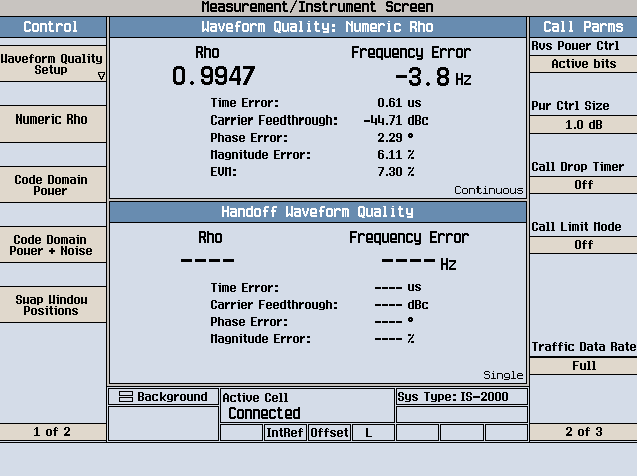 Measurement/Instrument Screen
Control
Waveform Quality: Numeric Rho
Call Parms
Waveform Quality
Setup
Numeric Rho
Code Domain
Power
Code Domain
Power + Noise
Swap Window
Positions
1 of 2
Rho
Frequency Error
0.9947
-3.8 Hz
Time Error: 0.61 us
Carrier Feedthrough: -44.71 dBc
Phase Error: 2.29 °
Magnitude Error: 6.11 %
EVM: 7.30 %
Continuous
Handoff Waveform Quality
Rho
Frequency Error
----
---- Hz
Time Error: ---- us
Carrier Feedthrough: ---- dBc
Phase Error: ---- °
Magnitude Error: ---- %
Single
Background
Active Cell
Connected
Sys Type: IS-2000
IntRef Offset L
Rvs Power Ctrl
Active bits
Pwr Ctrl Size
1.0 dB
Call Drop Timer
Off
Call Limit Mode
Off
Traffic Data Rate
Full
2 of 3